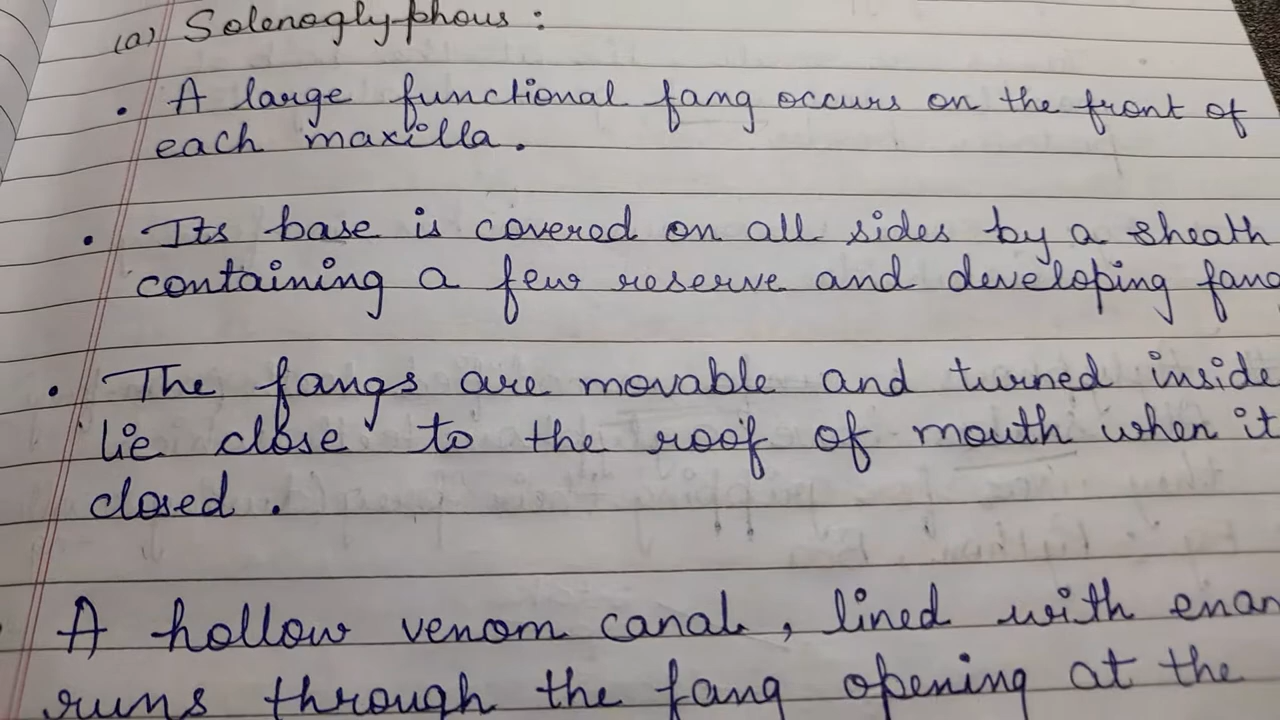 (a) Solenoglyphous :
• A large functional fang occurs on the front of
each maxilla.
• Its base is covered on all sides by a sheath
containing a few reserve and developing fang
• The fangs are movable and turned inside
lie close to the roof of mouth when it
closed.
A hollow venom canal, lined with enam
runs through the fang opening at the